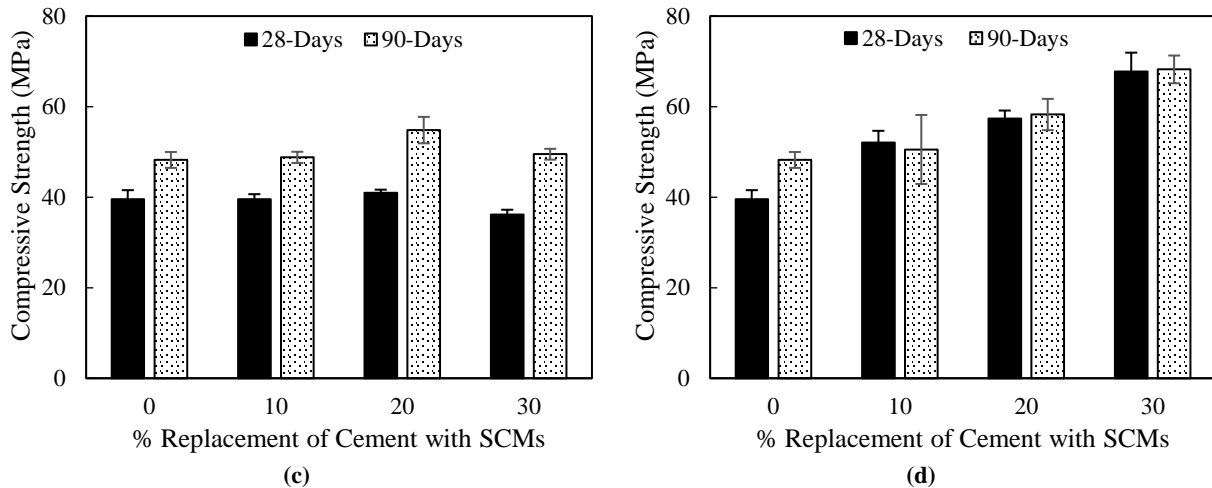 80
60
40
20
0
Compressive Strength (MPa)
28-Days 90-Days
0 10 20 30
% Replacement of Cement with SCMs
(c)
80
60
40
20
0
Compressive Strength (MPa)
28-Days 90-Days
0 10 20 30
% Replacement of Cement with SCMs
(d)